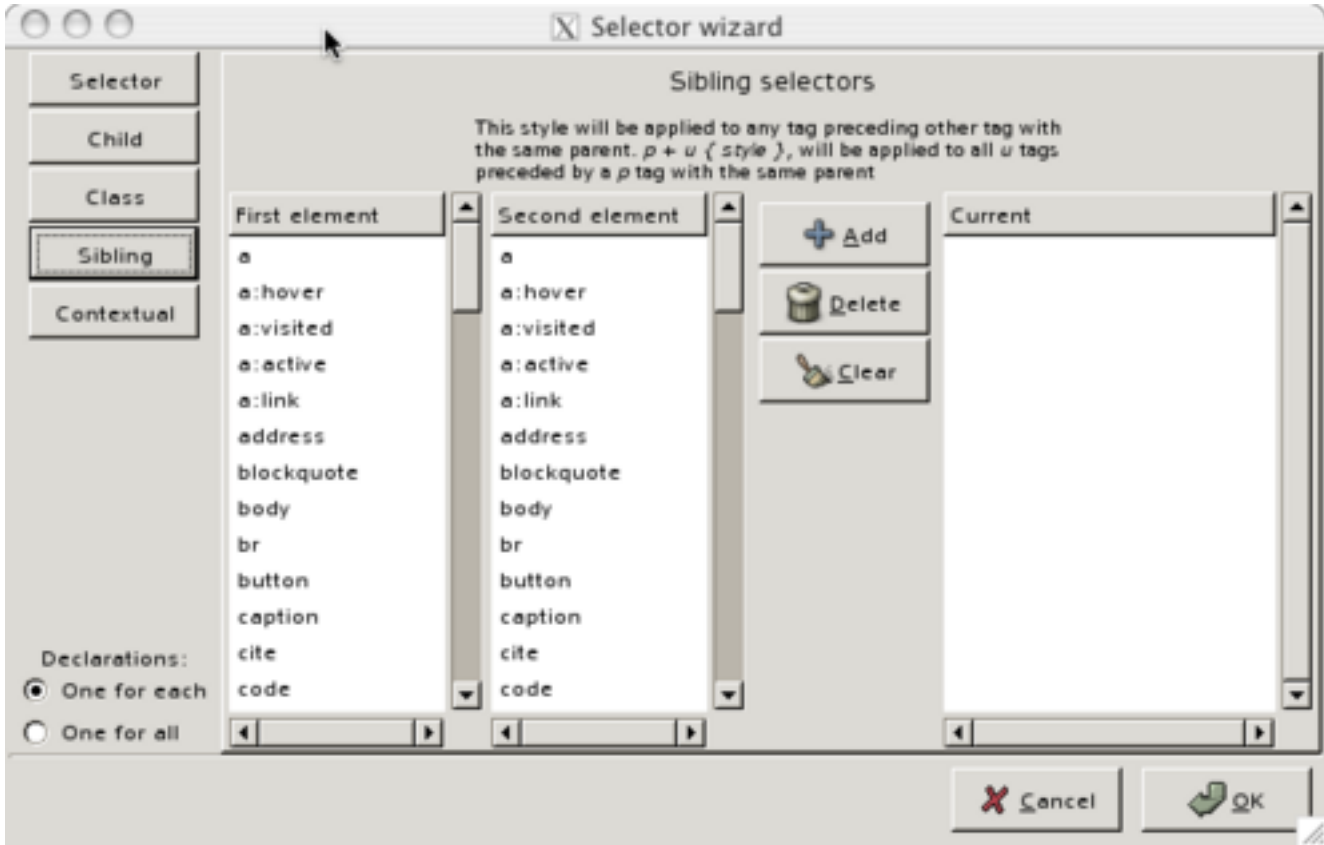 Selector wizard
Selector
Child
Class
Sibling
Contextual
Declarations:
One for each
One for all
Sibling selectors
This style will be applied to any tag preceding other tag with
the same parent. p + u { style }, will be applied to all u tags
preceded by a p tag with the same parent
First element
a
a:hover
a:visited
a:active
a:link
address
blockquote
body
br
button
caption
cite
code
Second element
a
a:hover
a:visited
a:active
a:link
address
blockquote
body
br
button
caption
cite
code
Add
Delete
Clear
Current
Cancel
OK